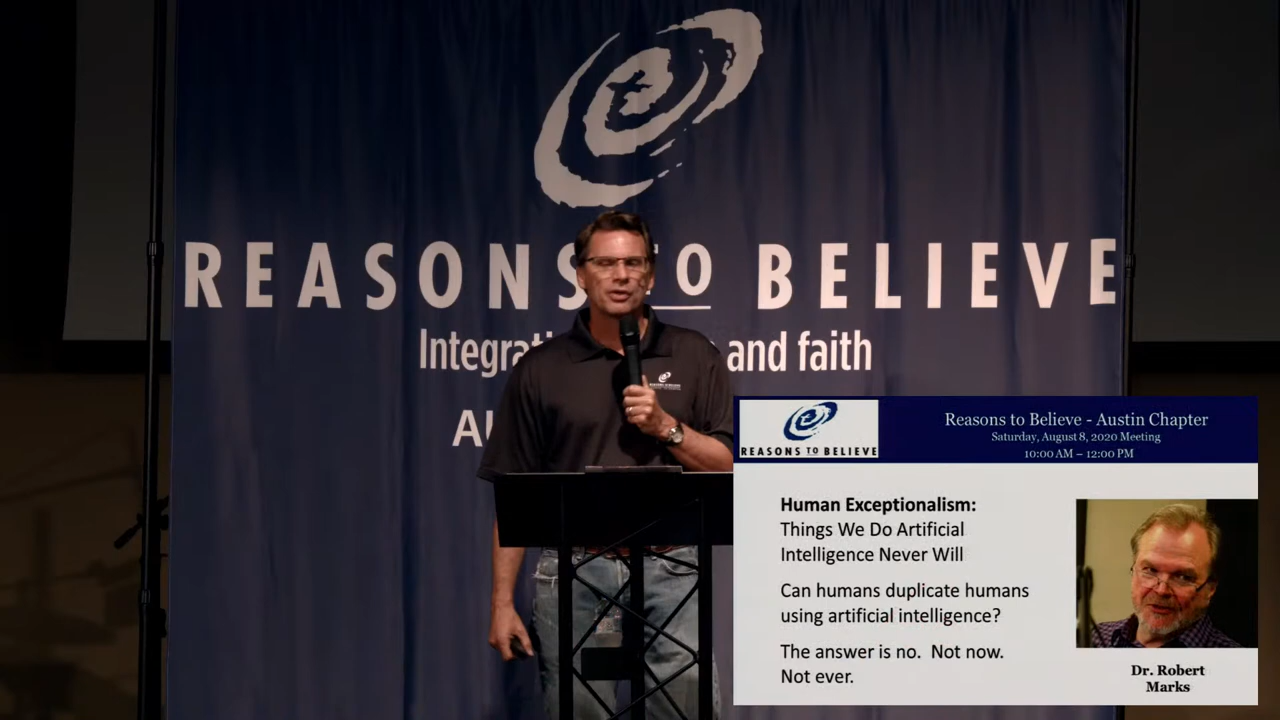 REASONS TO BELIEVE
Integrati and faith
AU
Reasons to Believe - Austin Chapter
Saturday, August 8, 2020 Meeting
10:00 AM – 12:00 PM
REASONS TO BELIEVE
Human Exceptionalism:
Things We Do Artificial
Intelligence Never Will
Can humans duplicate humans
using artificial intelligence?
The answer is no.  Not now.
Not ever.
Dr. Robert
Marks